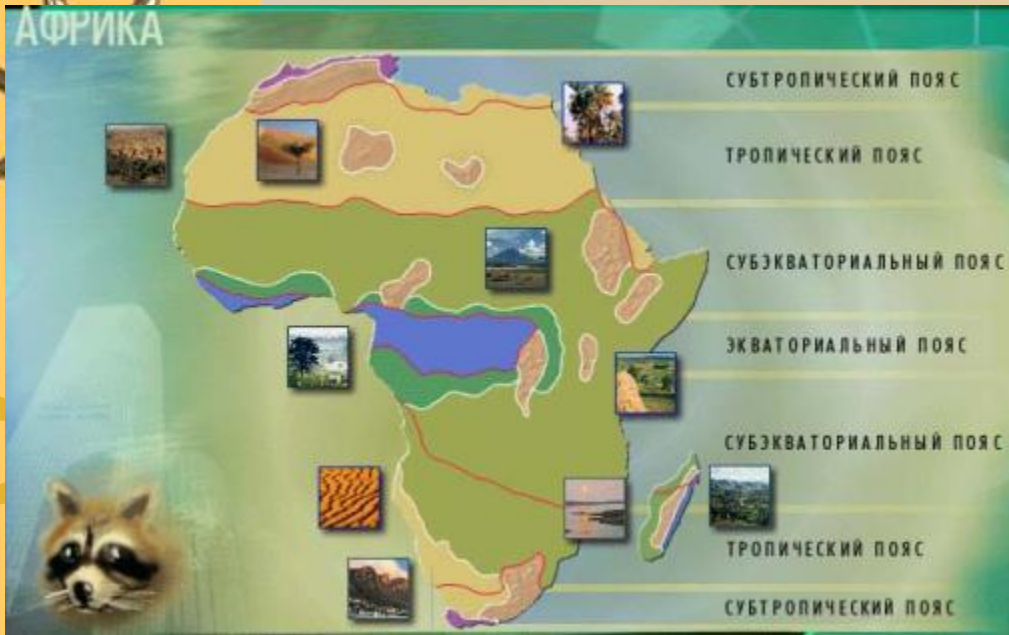 АФРИКА
СУБТРОПИЧЕСКИЙ ПОЯС
ТРОПИЧЕСКИЙ ПОЯС
СУБЭКВАТОРИАЛЬНЫЙ ПОЯС
ЭКВАТОРИАЛЬНЫЙ ПОЯС
СУБЭКВАТОРИАЛЬНЫЙ ПОЯС
ТРОПИЧЕСКИЙ ПОЯС
СУБТРОПИЧЕСКИЙ ПОЯС